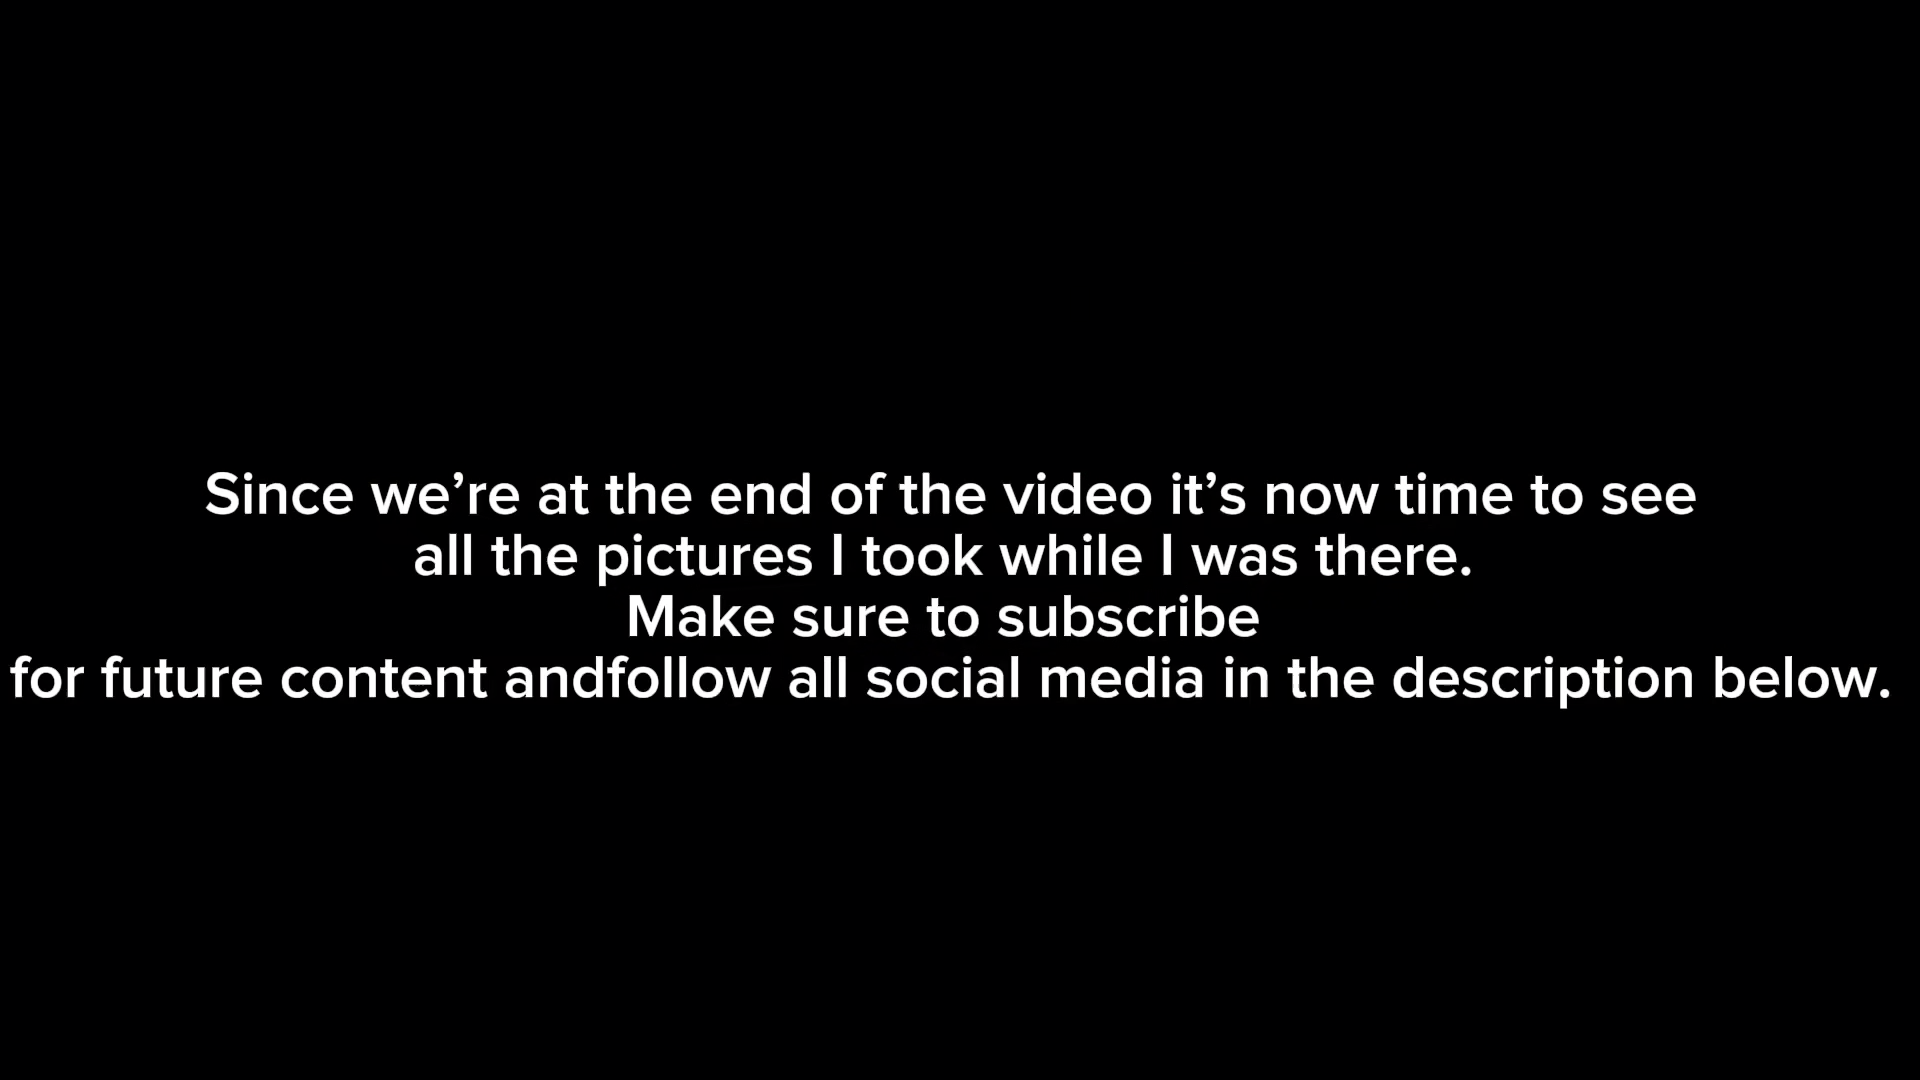 Since we’re at the end of the video it’s now time to see
all the pictures I took while I was there.
Make sure to subscribe
for future content andfollow all social media in the description below.